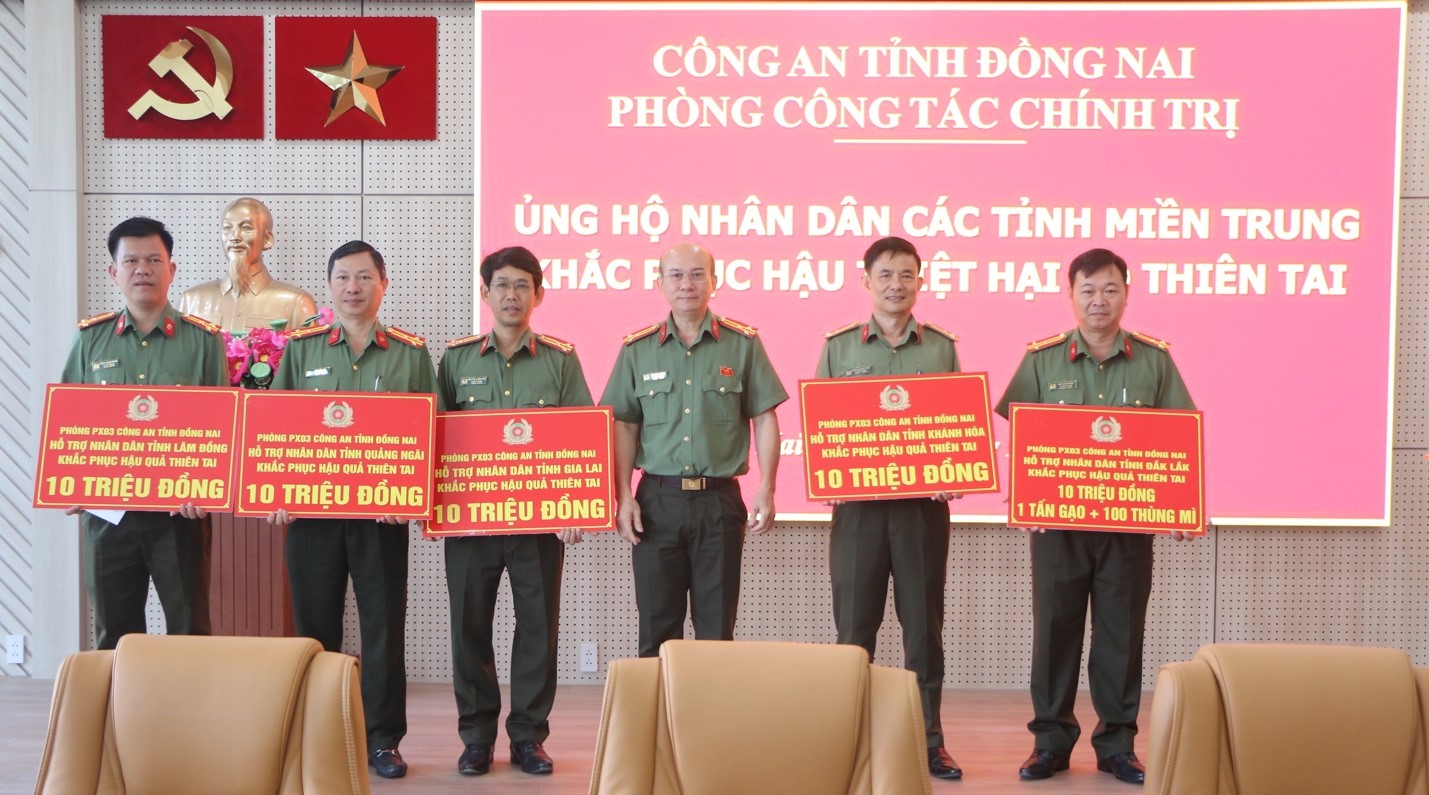 CÔNG AN TỈNH ĐỒNG NAI
PHÒNG CÔNG TÁC CHÍNH TRỊ
ỦNG HỘ NHÂN DÂN CÁC TỈNH MIỀN TRUNG
KHẮC PHỤC HẬU THIỆT HẠI THIÊN TAI
PHÒNG PX03 CÔNG AN TỈNH ĐỒNG NAI
HỖ TRỢ NHÂN DÂN TỈNH LÂM ĐỒNG
KHẮC PHỤC HẬU QUẢ THIÊN TAI
10 TRIỆU ĐỒNG
PHÒNG PX03 CÔNG AN TỈNH ĐỒNG NAI
HỖ TRỢ NHÂN DÂN TỈNH QUẢNG NGÃI
KHẮC PHỤC HẬU QUẢ THIÊN TAI
10 TRIỆU ĐỒNG
PHÒNG PX03 CÔNG AN TỈNH ĐỒNG NAI
HỖ TRỢ NHÂN DÂN TỈNH GIA LAI
KHẮC PHỤC HẬU QUẢ THIÊN TAI
10 TRIỆU ĐỒNG
PHÒNG PX03 CÔNG AN TỈNH ĐỒNG NAI
HỖ TRỢ NHÂN DÂN TỈNH KHÁNH HÒA
KHẮC PHỤC HẬU QUẢ THIÊN TAI
10 TRIỆU ĐỒNG
PHÒNG PX03 CÔNG AN TỈNH ĐỒNG NAI
HỖ TRỢ NHÂN DÂN TỈNH ĐẮK LẮK
KHẮC PHỤC HẬU QUẢ THIÊN TAI
10 TRIỆU ĐỒNG
1 TẤN GẠO + 100 THÙNG MÌ